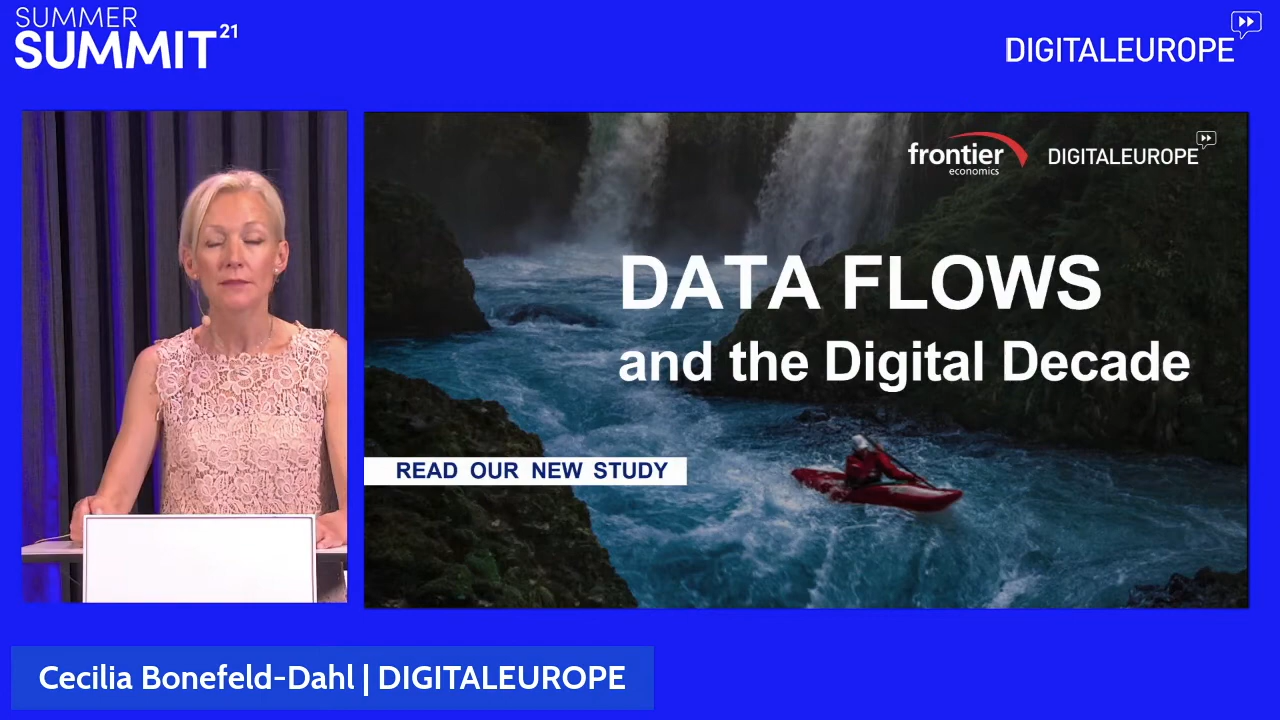 SUMMER
SUMMIT21
DIGITALEUROPE
frontier
economics
DIGITALEUROPE
DATA FLOWS
and the Digital Decade
READ OUR NEW STUDY
Cecilia Bonefeld-Dahl | DIGITALEUROPE